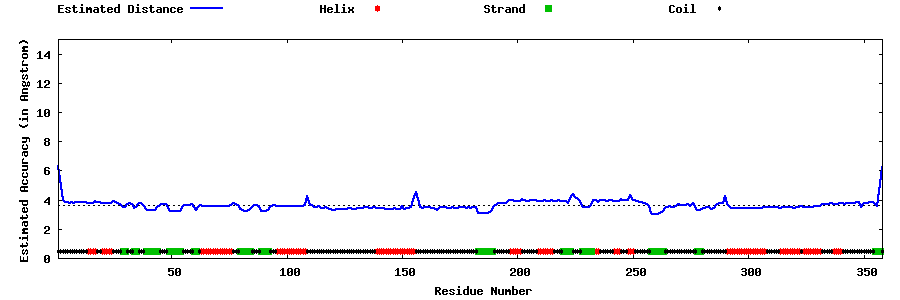 Estimated Distance Helix Strand Coil
Estimated Accuracy (in Angstrom)
14
12
10
8
6
4
2
0
50 100 150 200 250 300 350
Residue Number